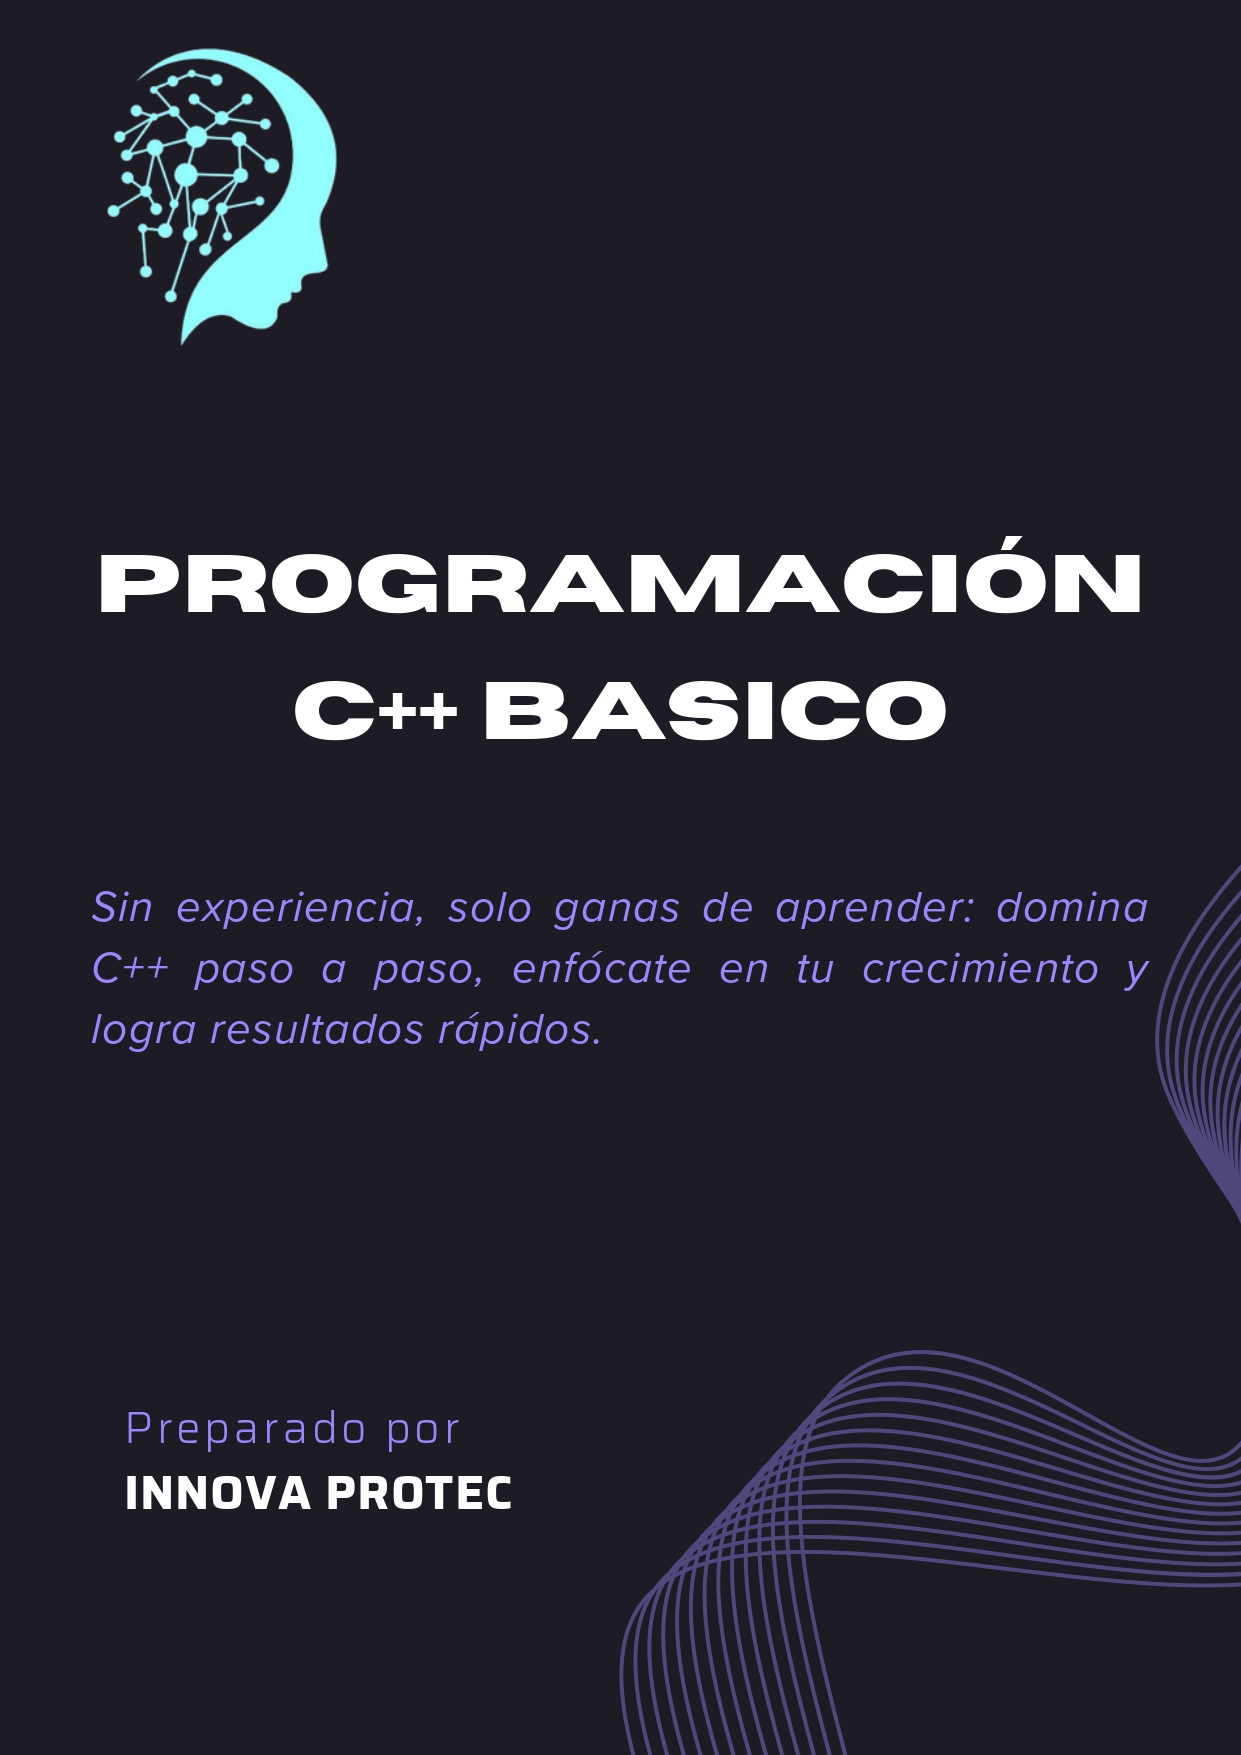 PROGRAMACIÓN
C++ BASICO
Sin experiencia, solo ganas de aprender: domina
C++ paso a paso, enfócate en tu crecimiento y
logra resultados rápidos.
Preparado por
INNOVA PROTEC